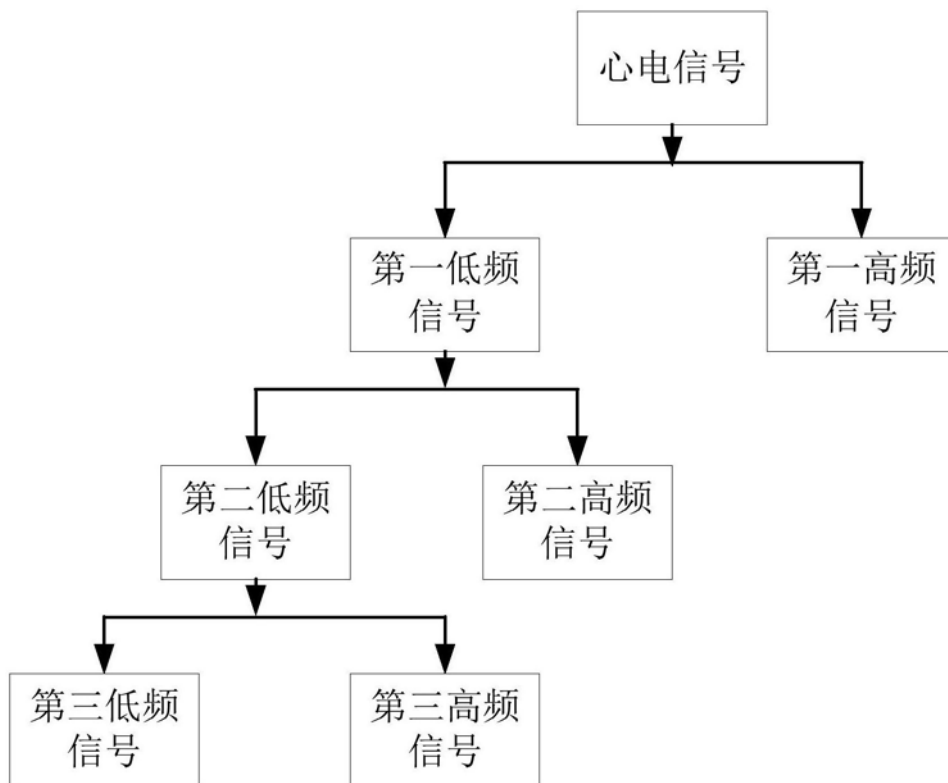 心电信号
第一低频
信号
第一高频
信号
第二低频
信号
第二高频
信号
第三低频
信号
第三高频
信号